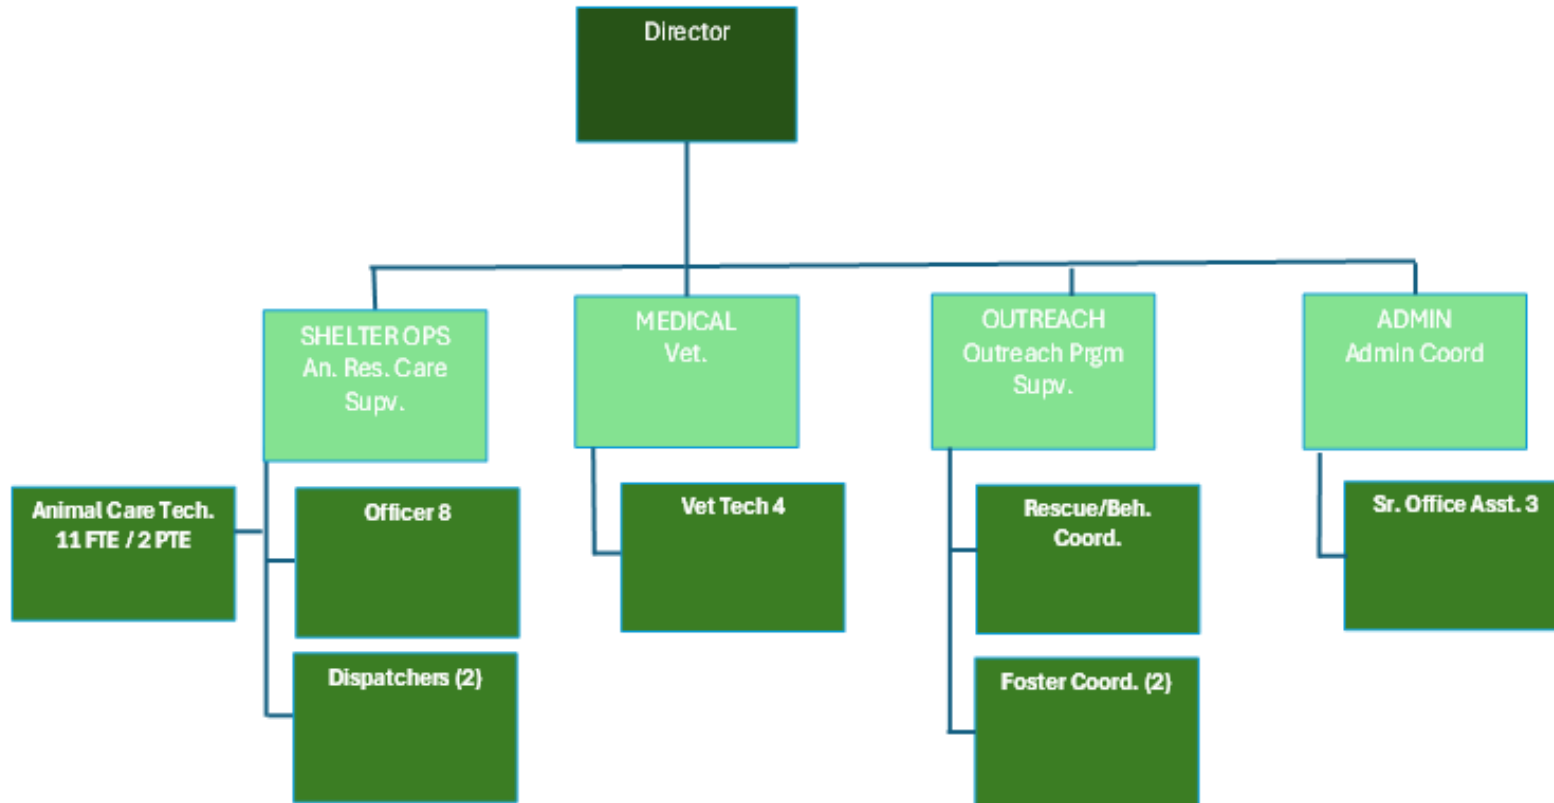 Director
SHELTER OPS
An. Res. Care
Supv.
MEDICAL
Vet.
OUTREACH
Outreach Prgm
Supv.
ADMIN
Admin Coord
Animal Care Tech.
11 FTE / 2 PTE
Officer 8
Vet Tech 4
Rescue/Beh.
Coord.
Sr. Office Asst. 3
Dispatchers (2)
Foster Coord. (2)